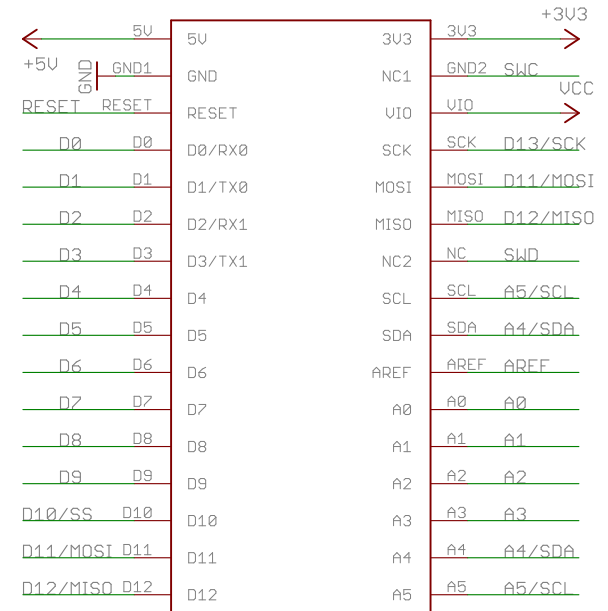 +3V3
5V 5V 3V3 3V3
+5V GND GND1 GND NC1 GND2 SWC
VCC
RESET RESET RESET VIO VIO
D0 D0 D0/RX0 SCK SCK D13/SCK
D1 D1 D1/TX0 MOSI MOSI D11/MOSI
D2 D2 D2/RX1 MISO MISO D12/MISO
D3 D3 D3/TX1 NC2 NC SWD
D4 D4 D4 SCL SCL A5/SCL
D5 D5 D5 SDA SDA A4/SDA
D6 D6 D6 AREF AREF AREF
D7 D7 D7 A0 A0 A0
D8 D8 D8 A1 A1 A1
D9 D9 D9 A2 A2 A2
D10/SS D10 D10 A3 A3 A3
D11/MOSI D11 D11 A4 A4 A4/SDA
D12/MISO D12 D12 A5 A5 A5/SCL